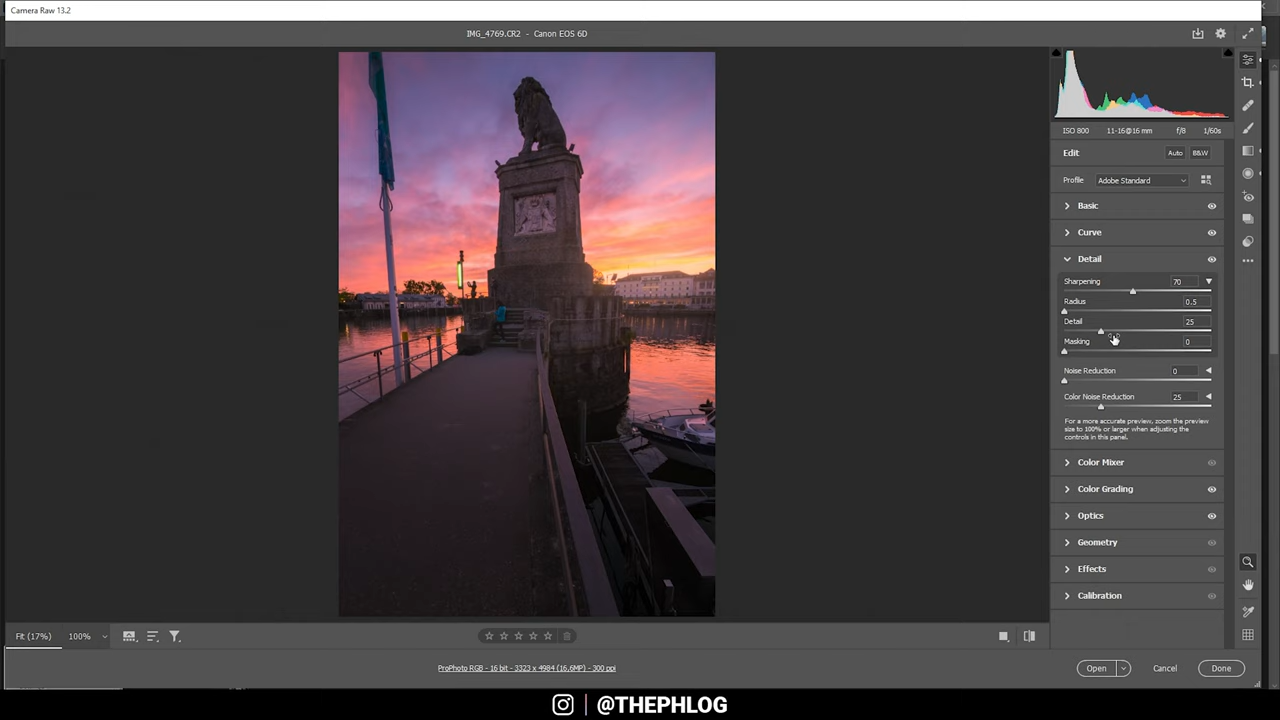 Camera Raw 13.2
IMG_4769.CR2 - Canon EOS 6D
ISO 800 11-16@16 mm f/8 1/60s
Edit Auto B&W
Profile Adobe Standard
Basic
Curve
Detail
Sharpening 70
Radius 0.5
Detail 25
Masking 0
Noise Reduction 0
Color Noise Reduction 25
For a more accurate preview, zoom the preview
size to 100% or larger when adjusting the
controls in this panel.
Color Mixer
Color Grading
Optics
Geometry
Effects
Calibration
Fit (17%) 100%
ProPhoto RGB - 16 bit - 3323 x 4984 (16.6MP) - 300 ppi
Open Cancel Done
@THEPHLOG